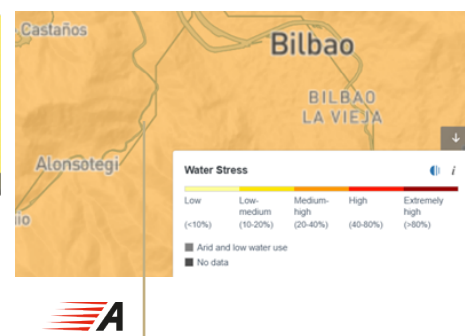 Castaños
Bilbao
BILBAO
LA VIEJA
Alonsotegi
Water Stress
i
Low
Low-
medium
Medium-
high
High
Extremely
high
(<10%)
(10-20%)
(20-40%)
(40-80%)
(>80%)
Arid and low water use
No data
A